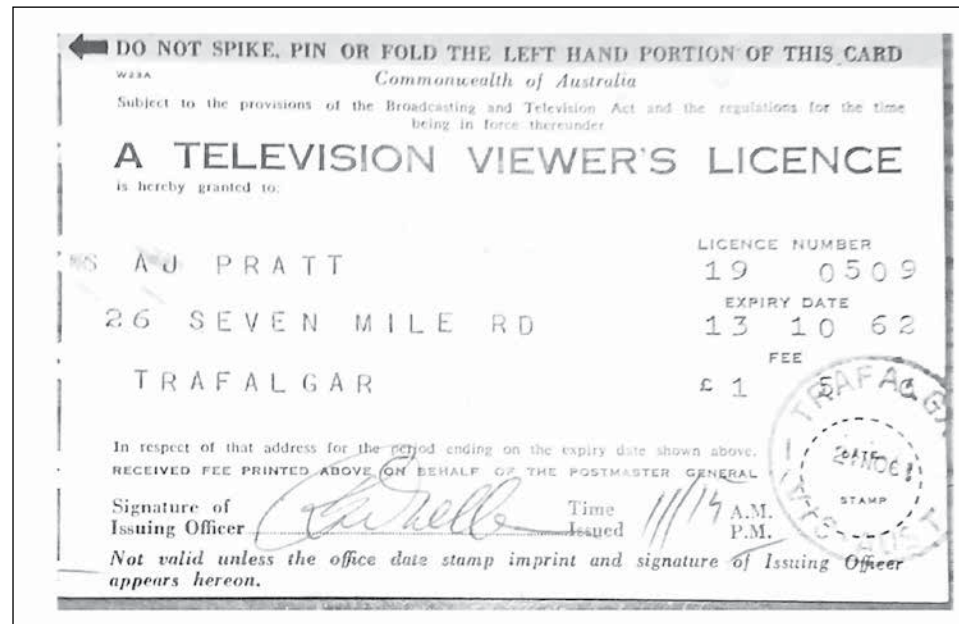 DO NOT SPIKE, PIN OR FOLD THE LEFT HAND PORTION OF THIS CARD
W23A
Commonwealth of Australia
Subject to the provisions of the Broadcasting and Television Act and the regulations for the time
being in force thereunder
A TELEVISION VIEWER'S LICENCE
is hereby granted to:
AJ PRATT
26 SEVEN MILE RD
TRAFALGAR
LICENCE NUMBER
19 0509
EXPIRY DATE
13 10 62
FEE
£ 1 5
In respect of that address for the period ending on the expiry date shown above.
RECEIVED FEE PRINTED ABOVE ON BEHALF OF THE POSTMASTER GENERAL
Signature of
Issuing Officer
Time
Issued
A.M.
P.M.
DATE
STAMP
Not valid unless the office date stamp imprint and signature of Issuing Officer
appears hereon.